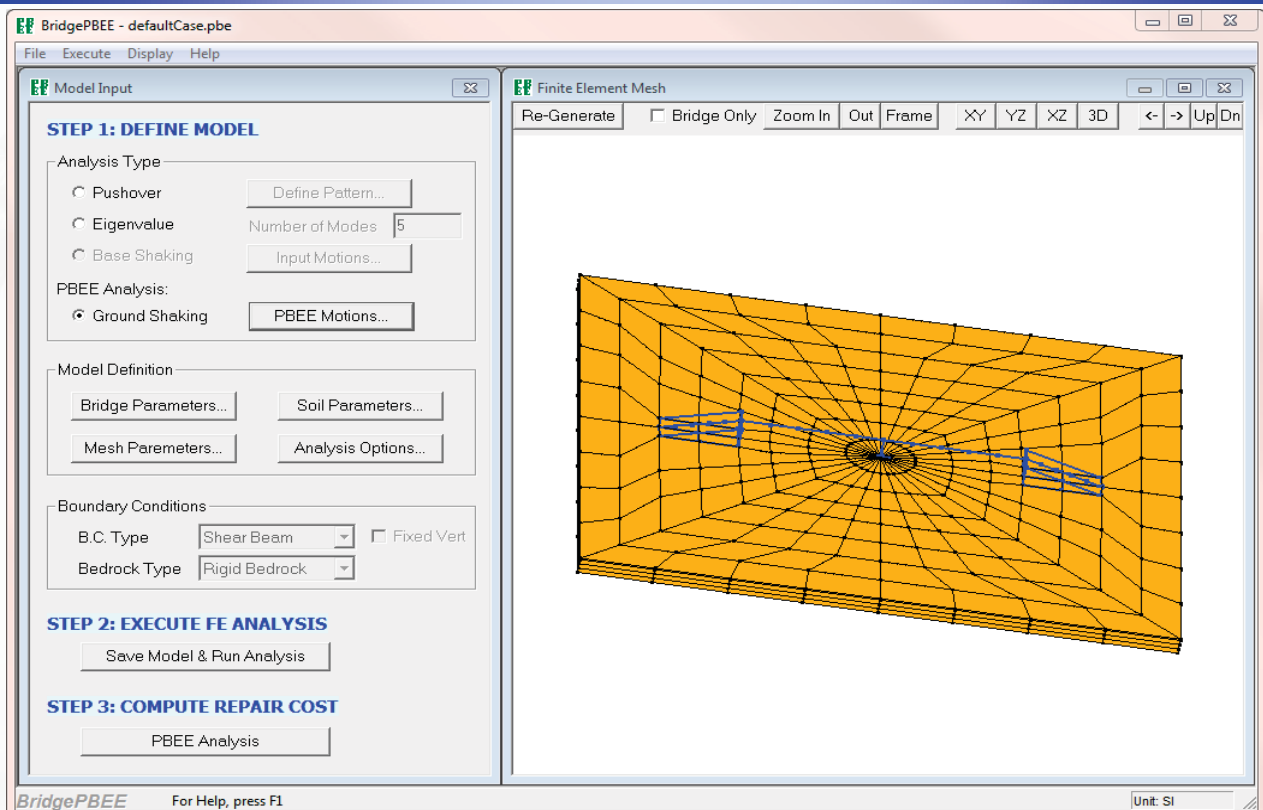 BridgePBEE - defaultCase.pbe
File Execute Display Help
Model Input
STEP 1: DEFINE MODEL
Analysis Type
Pushover Define Pattern...
Eigenvalue Number of Modes 5
Base Shaking Input Motions...
PBEE Analysis:
Ground Shaking PBEE Motions...
Model Definition
Bridge Parameters... Soil Parameters...
Mesh Paremeters... Analysis Options...
Boundary Conditions
B.C. Type Shear Beam Fixed Vert
Bedrock Type Rigid Bedrock
STEP 2: EXECUTE FE ANALYSIS
Save Model & Run Analysis
STEP 3: COMPUTE REPAIR COST
PBEE Analysis
Finite Element Mesh
Re-Generate Bridge Only Zoom In Out Frame XY YZ XZ 3D <- -> Up Dn
BridgePBEE For Help, press F1 Unit: SI